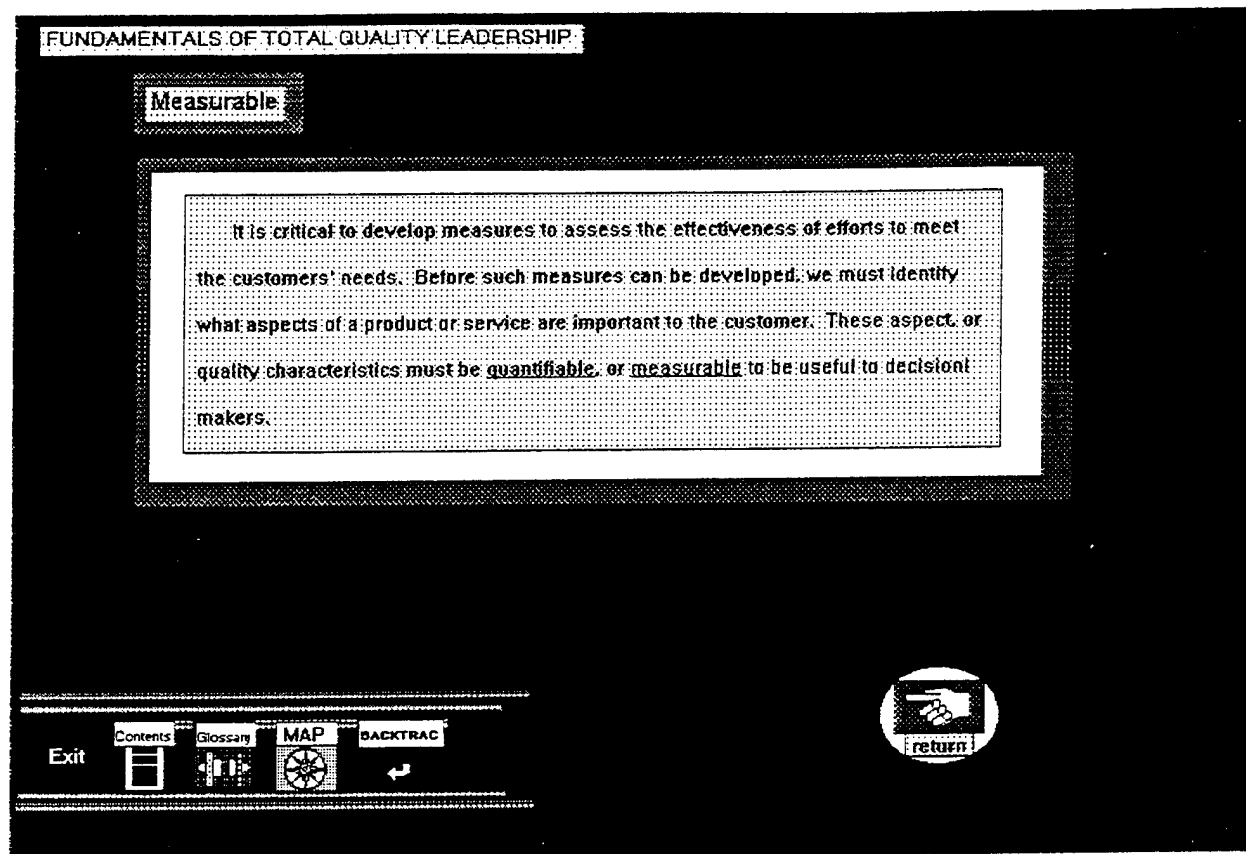 FUNDAMENTALS OF TOTAL QUALITY LEADERSHIP
Measurable
It is critical to develop measures to assess the effectiveness of efforts to meet
the customers' needs. Before such measures can be developed, we must identify
what aspects of a product or service are important to the customer. These aspect, or
quality characteristics must be quantifiable, or measurable to be useful to decisionl
makers.
Exit
Contents
Glossary
MAP
BACKTRAC
return